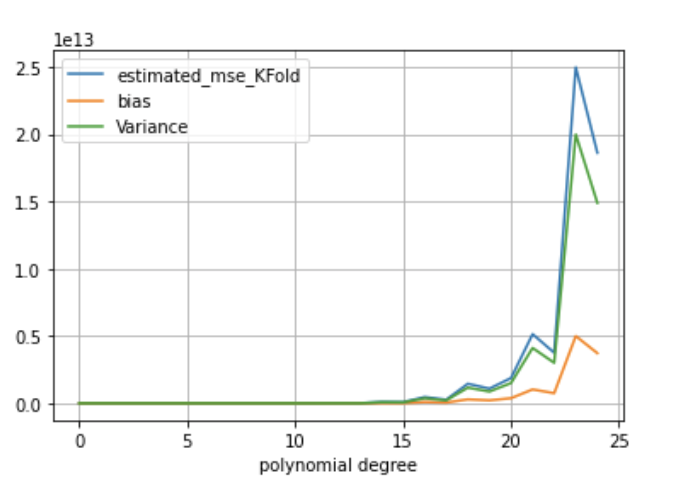 1e13
estimated_mse_KFold
bias
Variance
2.5
2.0
1.5
1.0
0.5
0.0
0 5 10 15 20 25
polynomial degree